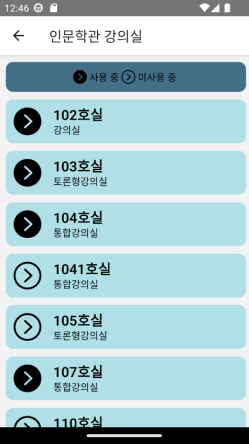 12:46
인문학관 강의실
사용 중 미사용 중
102호실
강의실
103호실
토론형강의실
104호실
통합강의실
1041호실
통합강의실
105호실
토론형강의실
107호실
통합강의실
110호실